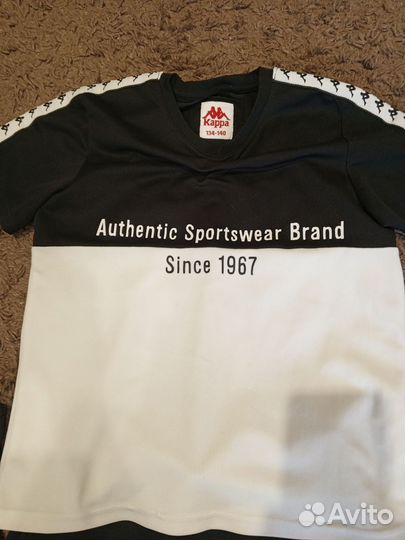 Kappa
134-140
Authentic Sportswear Brand
Since 1967
Avito